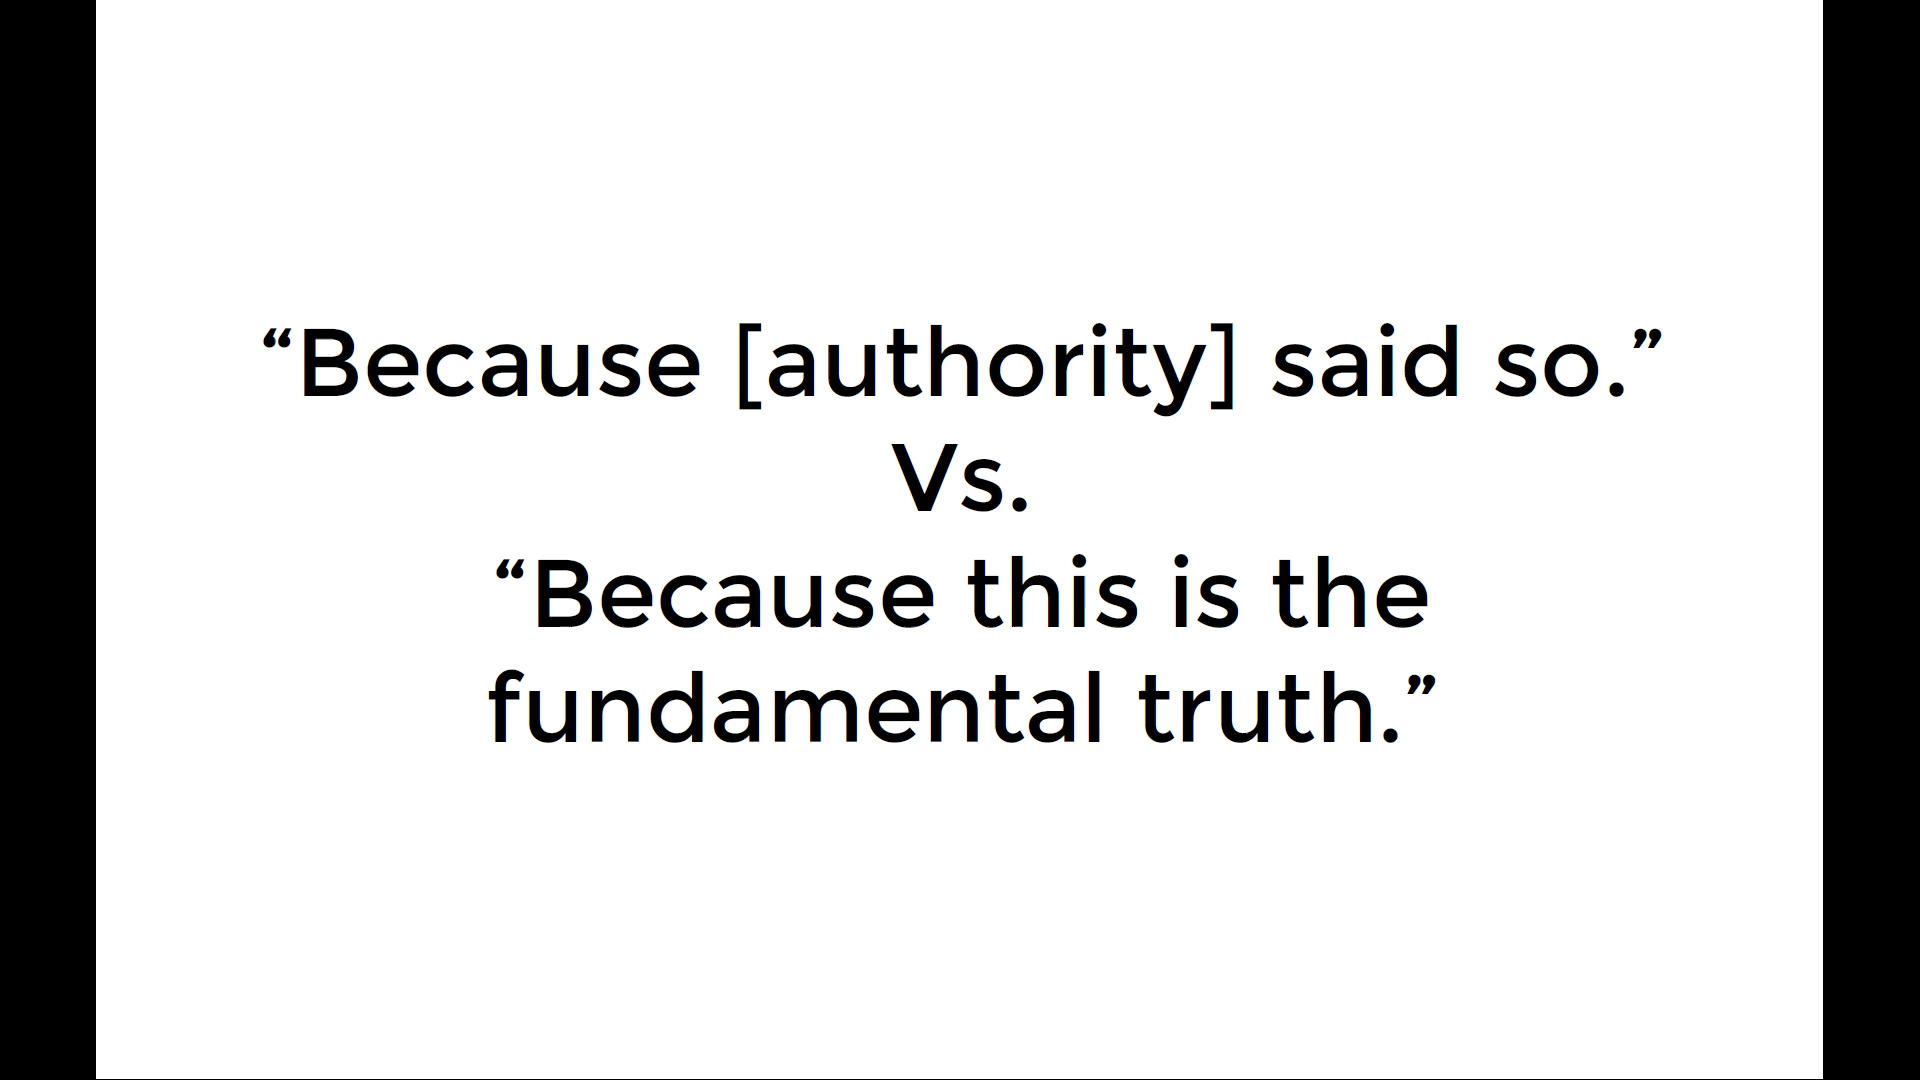 “Because [authority] said so.”
Vs.
“Because this is the
fundamental truth.”